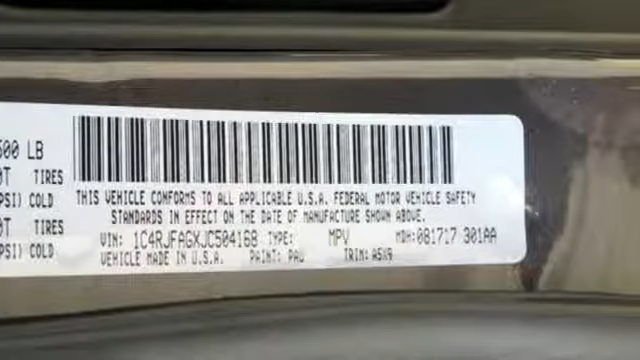 500 LB
0T TIRES
PSI) COLD
0T TIRES
PSI) COLD
THIS VEHICLE CONFORMS TO ALL APPLICABLE U.S.A. FEDERAL MOTOR VEHICLE SAFETY
STANDARDS IN EFFECT ON THE DATE OF MANUFACTURE SHOWN ABOVE.
VIN: 1C4RJFAGXJC504168 TYPE: MPV MDH:081717 301AA
VEHICLE MADE IN U.S.A. PAINT: PAU TRIM: A5X9